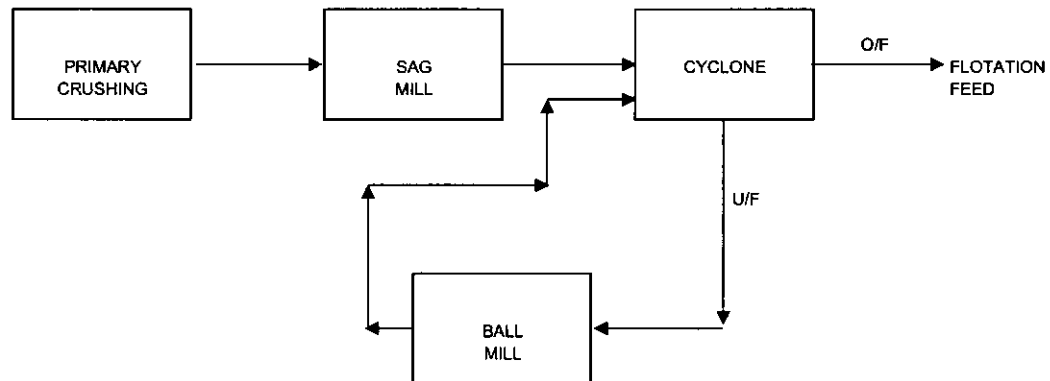 PRIMARY
CRUSHING
SAG
MILL
CYCLONE
O/F
FLOTATION
FEED
U/F
BALL
MILL